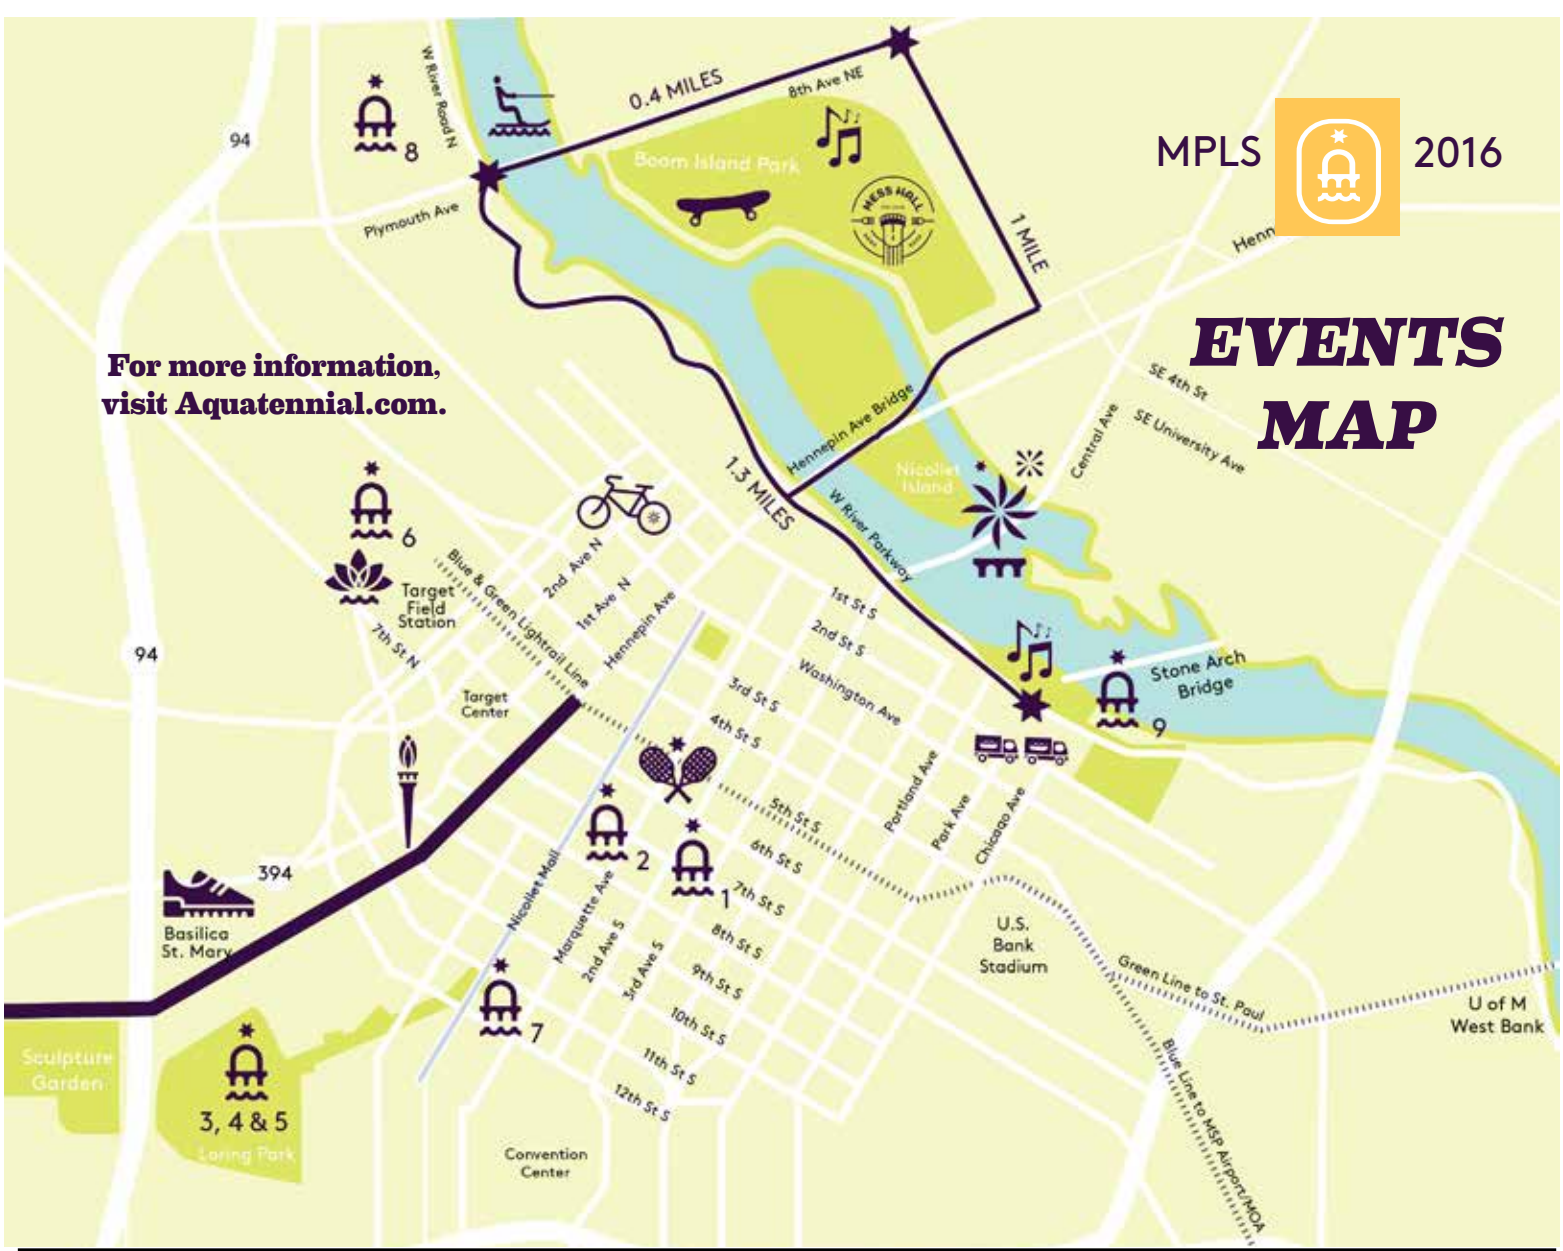 MPLS
2016
EVENTS
MAP
For more information,
visit Aquatennial.com.
W River Road N
94
8
0.4 MILES
8th Ave NE
Boom Island Park
MESS HALL
Plymouth Ave
1 MILE
Henn
SE 4th St
SE University Ave
Central Ave
Hennepin Ave Bridge
Nicollet
Island
1.3 MILES
W River Parkway
6
Target
Field
Station
Blue & Green Lightrail Line
2nd Ave N
1st Ave N
Hennepin Ave
7th St N
94
Target
Center
1st St S
2nd St S
Washington Ave
3rd St S
4th St S
5th St S
6th St S
7th St S
8th St S
9th St S
10th St S
11th St S
12th St S
Stone Arch
Bridge
9
Portland Ave
Park Ave
Chicago Ave
2
1
Nicollet Mall
Marquette Ave
2nd Ave S
3rd Ave S
394
Basilica
St. Mary
7
U.S.
Bank
Stadium
Green Line to St. Paul
U of M
West Bank
Blue Line to MSP Airport/MOA
Sculpture
Garden
3, 4 & 5
Loring Park
Convention
Center